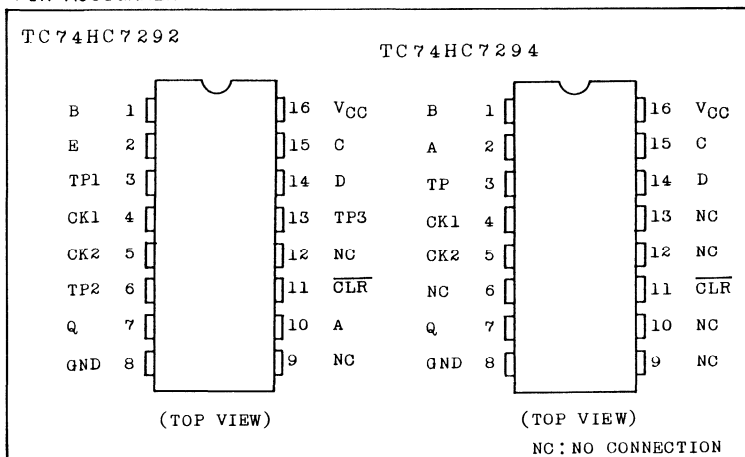 TC74HC7292
B 1 16 VCC
E 2 15 C
TP1 3 14 D
CK1 4 13 TP3
CK2 5 12 NC
TP2 6 11 C̅L̅R̅
Q 7 10 A
GND 8 9 NC
(TOP VIEW)
TC74HC7294
B 1 16 VCC
A 2 15 C
TP 3 14 D
CK1 4 13 NC
CK2 5 12 NC
NC 6 11 C̅L̅R̅
Q 7 10 NC
GND 8 9 NC
(TOP VIEW)
NC:NO CONNECTION